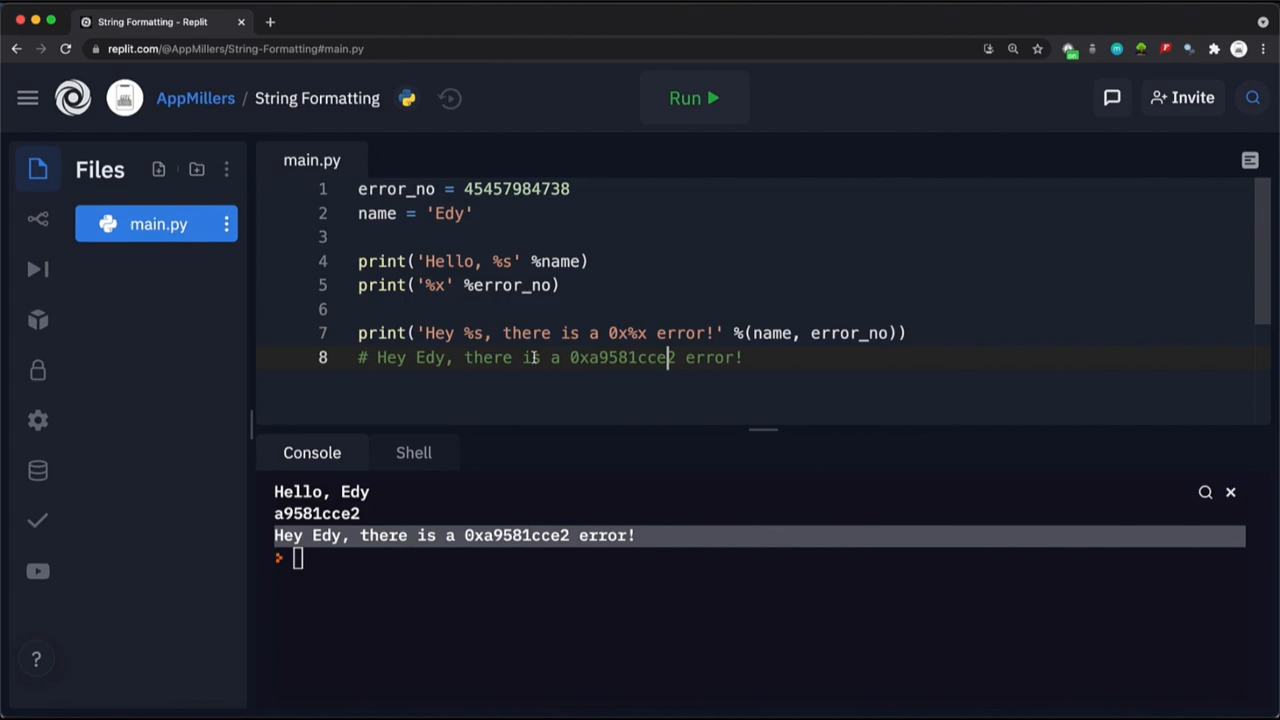 String Formatting - Replit
replit.com/@AppMillers/String-Formatting#main.py
on
AppMillers / String Formatting
Run
Invite
Files
main.py
main.py
1 error_no = 45457984738
2 name = 'Edy'
3
4 print('Hello, %s' %name)
5 print('%x' %error_no)
6
7 print('Hey %s, there is a 0x%x error!' %(name, error_no))
8 # Hey Edy, there is a 0xa9581cce2 error!
Console Shell
Hello, Edy
a9581cce2
Hey Edy, there is a 0xa9581cce2 error!
?